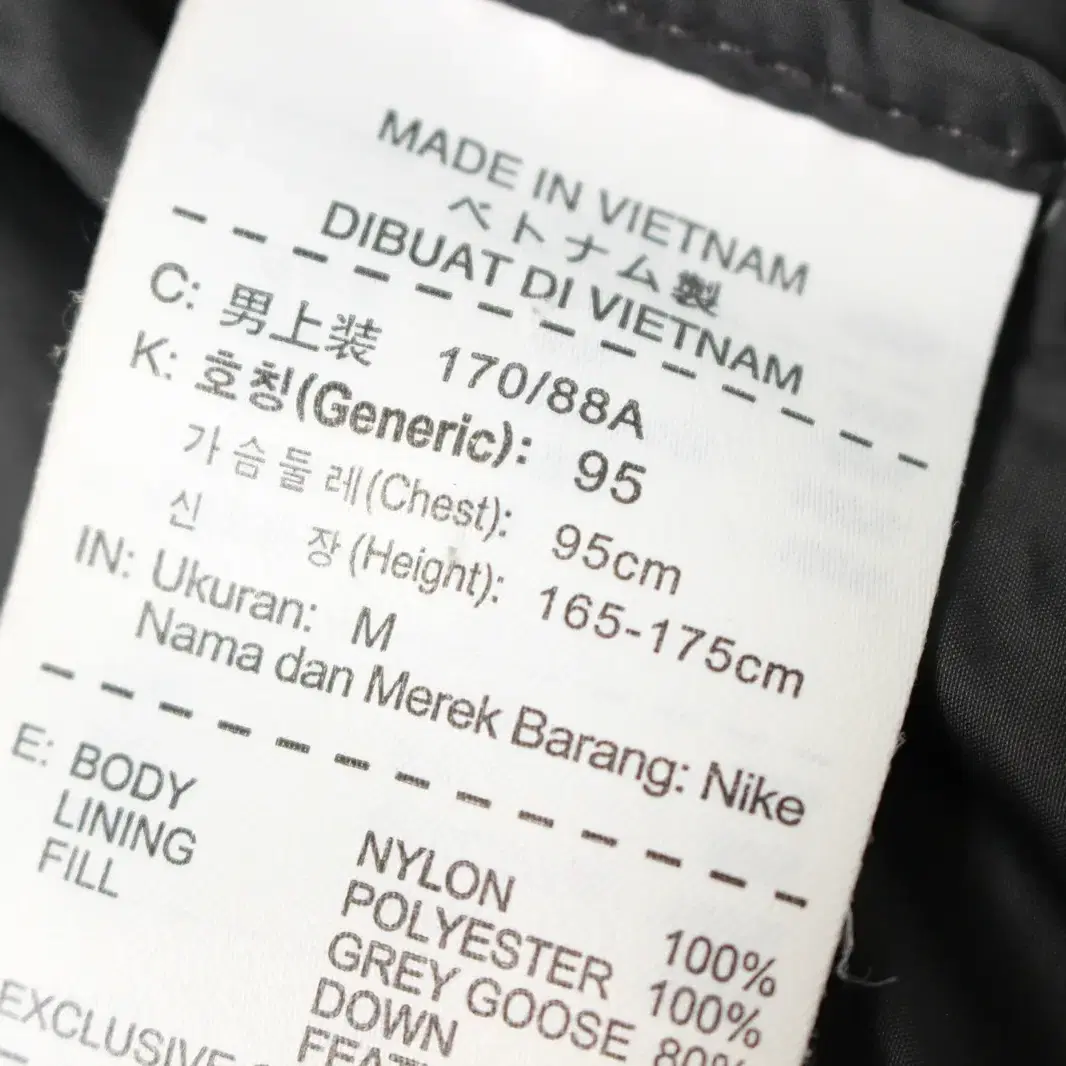 MADE IN VIETNAM
ベトナム製
DIBUAT DI VIETNAM
C: 男上装 170/88A
K: 호칭(Generic): 95
가슴둘레(Chest): 95cm
신 장(Height): 165-175cm
IN: Ukuran: M
Nama dan Merek Barang: Nike
E: BODY NYLON 100%
LINING POLYESTER 100%
FILL GREY GOOSE 80%
DOWN
EXCLUSIVE